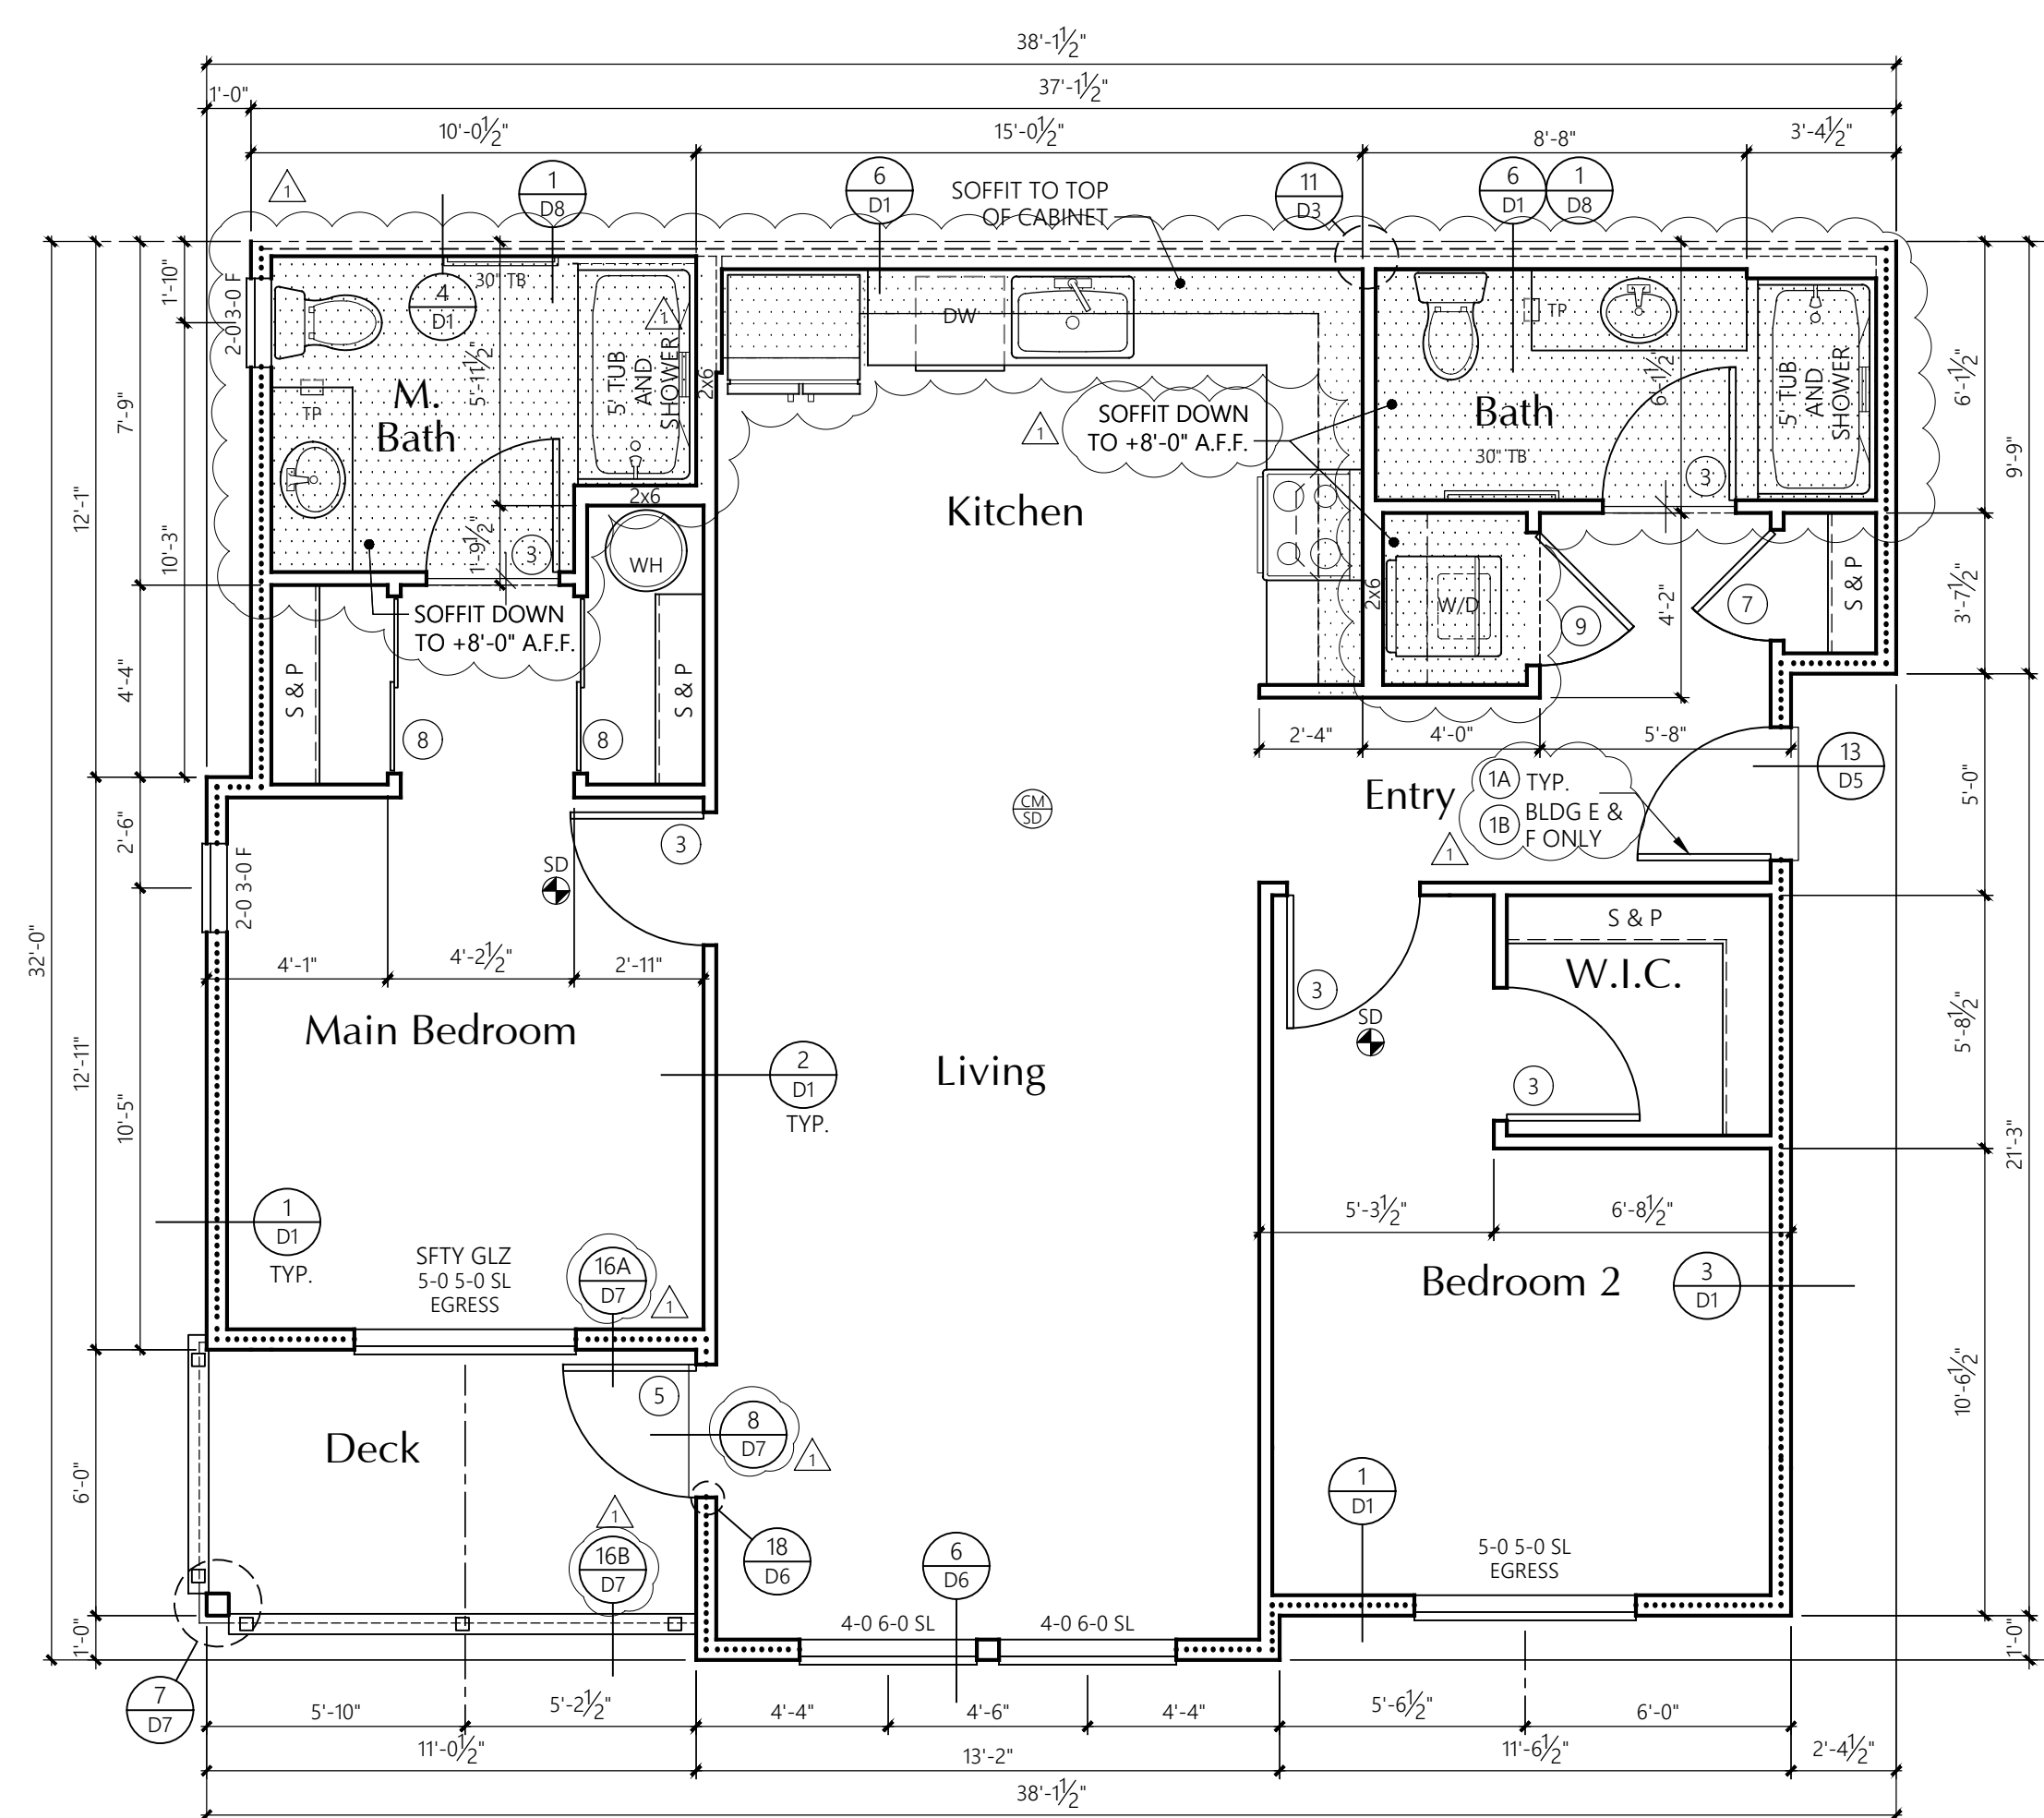 38'-1½"
1'-0"
37'-1½"
10'-0½"
15'-0½"
8'-8"
3'-4½"
1
1
D8
6
D1
SOFFIT TO TOP
OF CABINET
11
D3
6
D1
1
D8
1'-10"
2-0 3-0 F
4
D1
30" TB
5'-11½"
5' TUB
AND
SHOWER
1
2x6
DW
TP
6'-1½"
5' TUB
AND
SHOWER
6'-1½"
7'-9"
TP
M.
Bath
1
SOFFIT DOWN
TO +8'-0" A.F.F.
Bath
30" TB
3
9'-9"
12'-1"
10'-3"
2x6
Kitchen
1'-9½"
3
WH
2x6
W/D
9
4'-2"
7
S & P
3'-7½"
SOFFIT DOWN
TO +8'-0" A.F.F.
4'-4"
S & P
8
8
S & P
2'-4"
4'-0"
5'-8"
13
D5
Entry
1A
TYP.
1B
BLDG E &
F ONLY
1
5'-0"
CM
SD
2'-6"
2-0 3-0 F
3
SD
32'-0"
4'-1"
4'-2½"
2'-11"
S & P
W.I.C.
3
SD
3
5'-8½"
Main Bedroom
2
D1
TYP.
Living
12'-11"
10'-5"
21'-3"
5'-3½"
6'-8½"
1
D1
TYP.
SFTY GLZ
5-0 5-0 SL
EGRESS
16A
D7
1
Bedroom 2
3
D1
5
8
D7
1
Deck
10'-6½"
6'-0"
1
16B
D7
18
D6
6
D6
1
D1
5-0 5-0 SL
EGRESS
1'-0"
4-0 6-0 SL
4-0 6-0 SL
1'-0"
7
D7
5'-10"
5'-2½"
4'-4"
4'-6"
4'-4"
5'-6½"
6'-0"
11'-0½"
13'-2"
11'-6½"
2'-4½"
38'-1½"